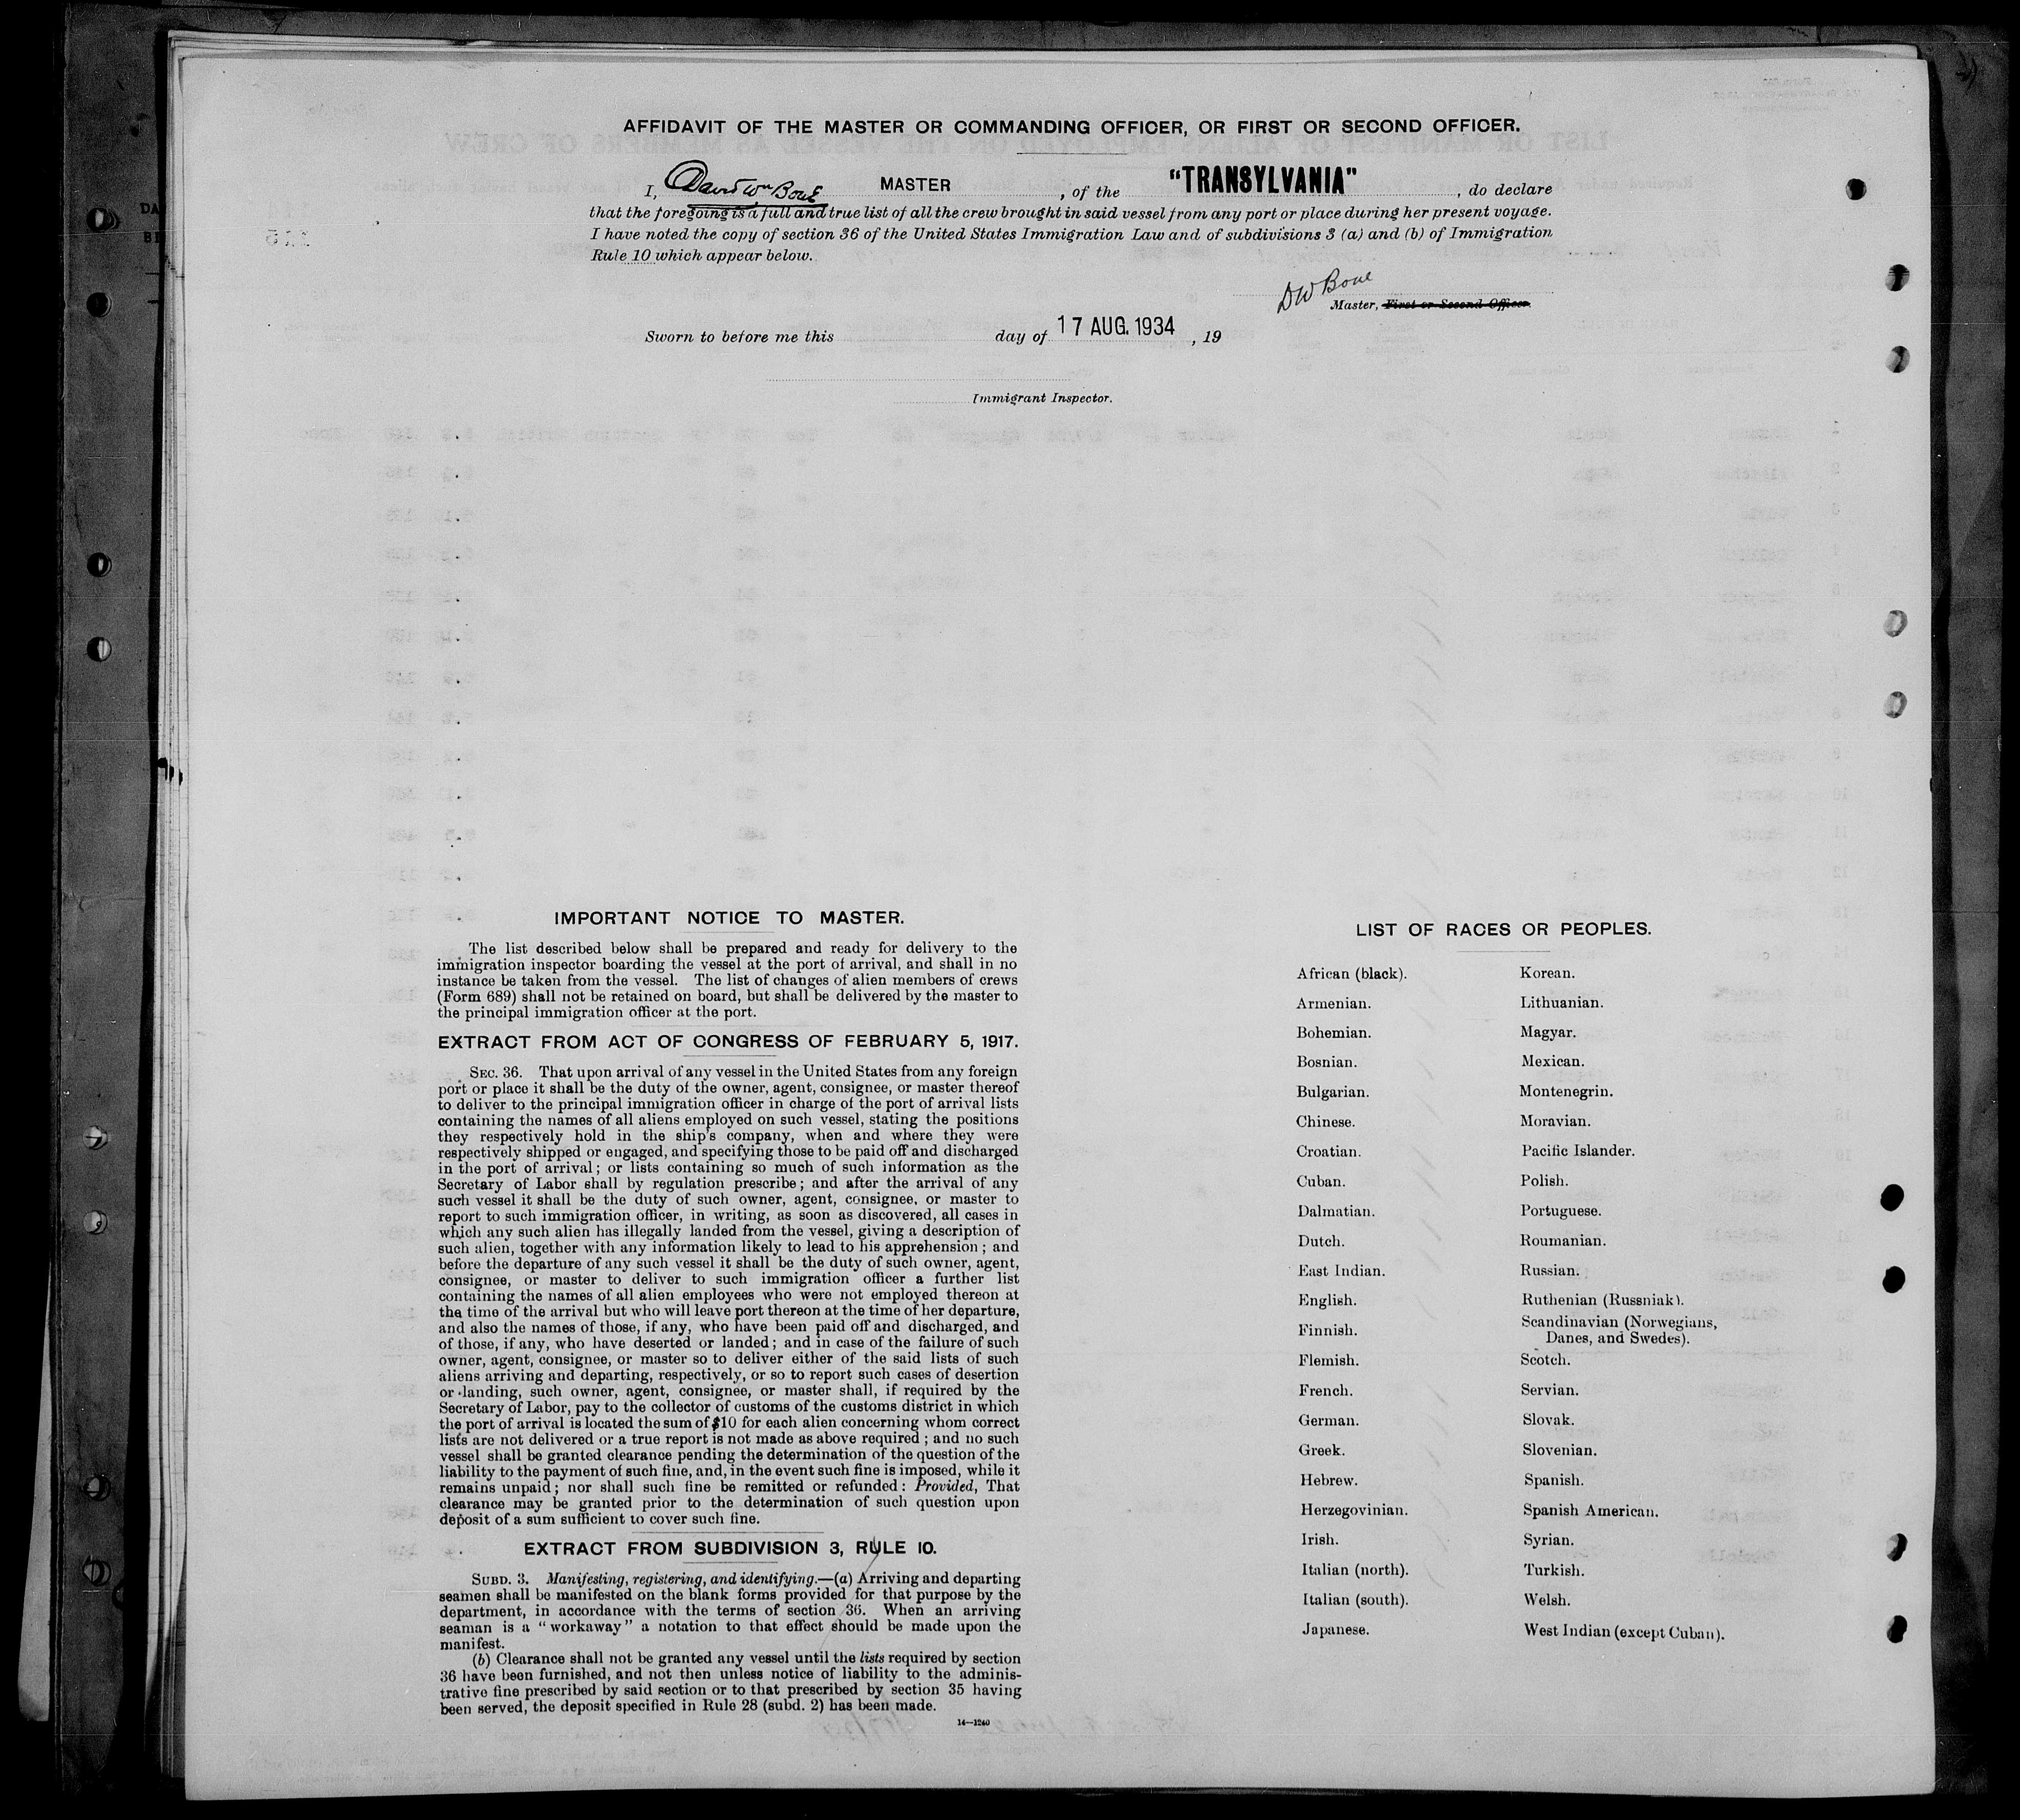 AFFIDAVIT OF THE MASTER OR COMMANDING OFFICER, OR FIRST OR SECOND OFFICER.
I, David Wm Bone MASTER, of the "TRANSYLVANIA", do declare
that the foregoing is a full and true list of all the crew brought in said vessel from any port or place during her present voyage.
I have noted the copy of section 36 of the United States Immigration Law and of subdivisions 3 (a) and (b) of Immigration
Rule 10 which appear below.
DW Bone
Master, First or Second Officer.
Sworn to before me this day of 17 AUG. 1934, 19
Immigrant Inspector.
IMPORTANT NOTICE TO MASTER.
The list described below shall be prepared and ready for delivery to the
immigration inspector boarding the vessel at the port of arrival, and shall in no
instance be taken from the vessel. The list of changes of alien members of crews
(Form 689) shall not be retained on board, but shall be delivered by the master to
the principal immigration officer at the port.
EXTRACT FROM ACT OF CONGRESS OF FEBRUARY 5, 1917.
SEC. 36. That upon arrival of any vessel in the United States from any foreign
port or place it shall be the duty of the owner, agent, consignee, or master thereof
to deliver to the principal immigration officer in charge of the port of arrival lists
containing the names of all aliens employed on such vessel, stating the positions
they respectively hold in the ship's company, when and where they were
respectively shipped or engaged, and specifying those to be paid off and discharged
in the port of arrival; or lists containing so much of such information as the
Secretary of Labor shall by regulation prescribe; and after the arrival of any
such vessel it shall be the duty of such owner, agent, consignee, or master to
report to such immigration officer, in writing, as soon as discovered, all cases in
which any such alien has illegally landed from the vessel, giving a description of
such alien, together with any information likely to lead to his apprehension; and
before the departure of any such vessel it shall be the duty of such owner, agent,
consignee, or master to deliver to such immigration officer a further list
containing the names of all alien employees who were not employed thereon at
the time of the arrival but who will leave port thereon at the time of her departure,
and also the names of those, if any, who have been paid off and discharged, and
of those, if any, who have deserted or landed; and in case of the failure of such
owner, agent, consignee, or master so to deliver either of the said lists of such
aliens arriving and departing, respectively, or so to report such cases of desertion
or landing, such owner, agent, consignee, or master shall, if required by the
Secretary of Labor, pay to the collector of customs of the customs district in which
the port of arrival is located the sum of $10 for each alien concerning whom correct
lists are not delivered or a true report is not made as above required; and no such
vessel shall be granted clearance pending the determination of the question of the
liability to the payment of such fine, and, in the event such fine is imposed, while it
remains unpaid; nor shall such fine be remitted or refunded: Provided, That
clearance may be granted prior to the determination of such question upon
deposit of a sum sufficient to cover such fine.
EXTRACT FROM SUBDIVISION 3, RULE 10.
SUBD. 3. Manifesting, registering, and identifying.—(a) Arriving and departing
seamen shall be manifested on the blank forms provided for that purpose by the
department, in accordance with the terms of section 36. When an arriving
seaman is a "workaway" a notation to that effect should be made upon the
manifest.
(b) Clearance shall not be granted any vessel until the lists required by section
36 have been furnished, and not then unless notice of liability to the adminis-
trative fine prescribed by said section or to that prescribed by section 35 having
been served, the deposit specified in Rule 28 (subd. 2) has been made.
14—1240
LIST OF RACES OR PEOPLES.
African (black).
Armenian.
Bohemian.
Bosnian.
Bulgarian.
Chinese.
Croatian.
Cuban.
Dalmatian.
Dutch.
East Indian.
English.
Finnish.
Flemish.
French.
German.
Greek.
Hebrew.
Herzegovinian.
Irish.
Italian (north).
Italian (south).
Japanese.
Korean.
Lithuanian.
Magyar.
Mexican.
Montenegrin.
Moravian.
Pacific Islander.
Polish.
Portuguese.
Roumanian.
Russian.
Ruthenian (Russniak).
Scandinavian (Norwegians,
Danes, and Swedes).
Scotch.
Servian.
Slovak.
Slovenian.
Spanish.
Spanish American.
Syrian.
Turkish.
Welsh.
West Indian (except Cuban).